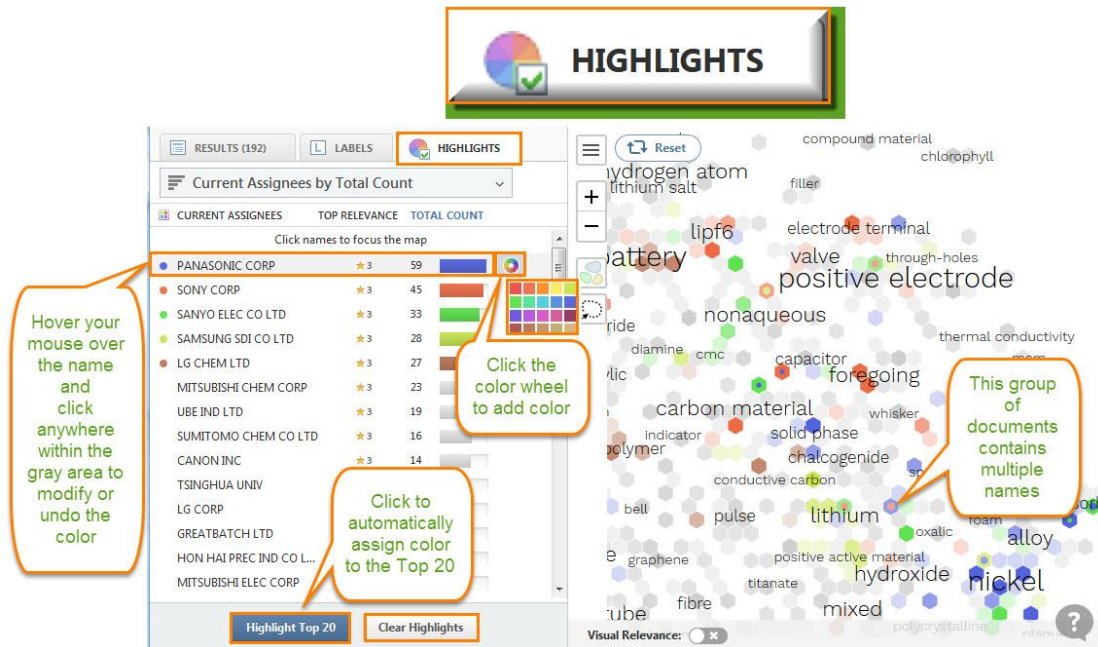 HIGHLIGHTS
RESULTS (192)
LABELS
HIGHLIGHTS
Current Assignees by Total Count
CURRENT ASSIGNEES TOP RELEVANCE TOTAL COUNT
Click names to focus the map
PANASONIC CORP 3 59
SONY CORP 3 45
SANYO ELEC CO LTD 3 33
SAMSUNG SDI CO LTD 3 28
LG CHEM LTD 3 27
MITSUBISHI CHEM CORP 3 23
UBE IND LTD 3 19
SUMITOMO CHEM CO LTD 3 16
CANON INC 3 14
TSINGHUA UNIV
LG CORP
GREATBATCH LTD
HON HAI PREC IND CO L...
MITSUBISHI ELEC CORP
Highlight Top 20
Clear Highlights
Hover your
mouse over
the name
and
click
anywhere
within the
gray area to
modify or
undo the
color
Click the
color wheel
to add color
Click to
automatically
assign color
to the Top 20
Reset
compound material
chlorophyll
hydrogen atom
lithium salt
filler
lipf6
electrode terminal
battery
valve
through-holes
positive electrode
nonaqueous
thermal conductivity
diamine
cmc
capacitor
foregoing
carbon material
whisker
indicator
solid phase
polymer
chalcogenide
conductive carbon
bell
pulse
lithium
oxalic
foam
alloy
graphene
positive active material
hydroxide
nickel
titanate
fibre
mixed
tube
polycrystalline
This group
of
documents
contains
multiple
names
Visual Relevance:
?